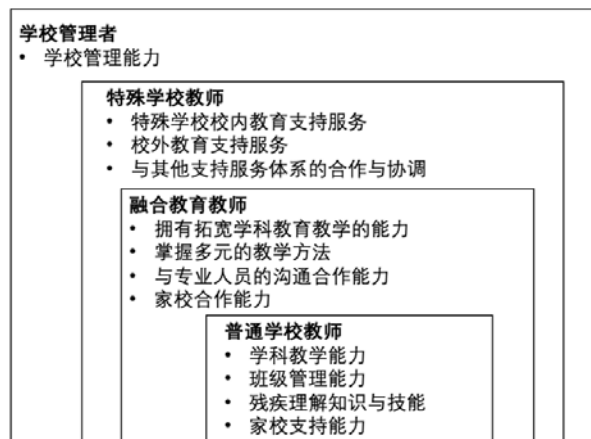 学校管理者
• 学校管理能力
特殊学校教师
• 特殊学校校内教育支持服务
• 校外教育支持服务
• 与其他支持服务体系的合作与协调
融合教育教师
• 拥有拓宽学科教育教学的能力
• 掌握多元的教学方法
• 与专业人员的沟通合作能力
• 家校合作能力
普通学校教师
• 学科教学能力
• 班级管理能力
• 残疾理解知识与技能
• 家校支持能力